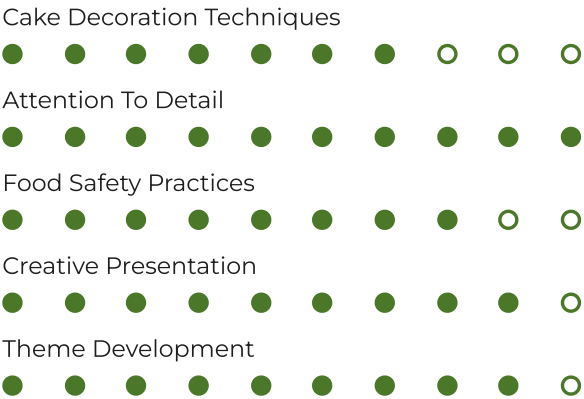 Cake Decoration Techniques
Attention To Detail
Food Safety Practices
Creative Presentation
Theme Development